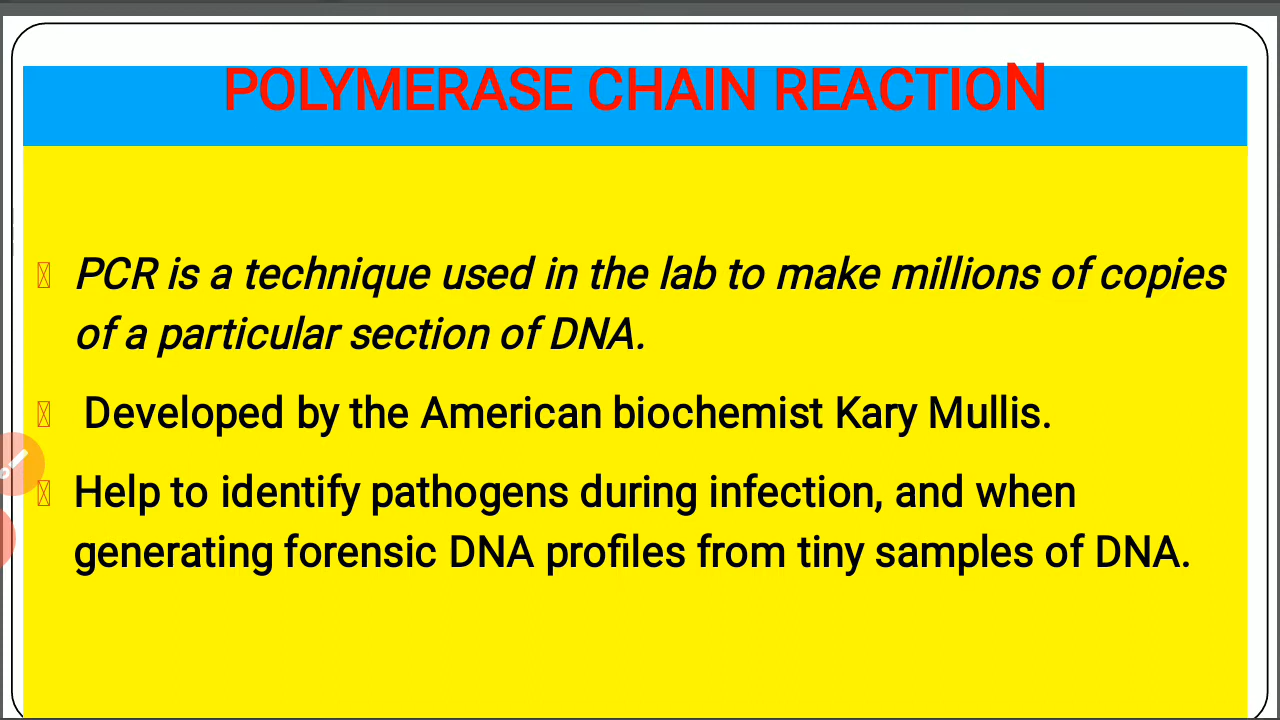 POLYMERASE CHAIN REACTION
PCR is a technique used in the lab to make millions of copies
of a particular section of DNA.
Developed by the American biochemist Kary Mullis.
Help to identify pathogens during infection, and when
generating forensic DNA profiles from tiny samples of DNA.